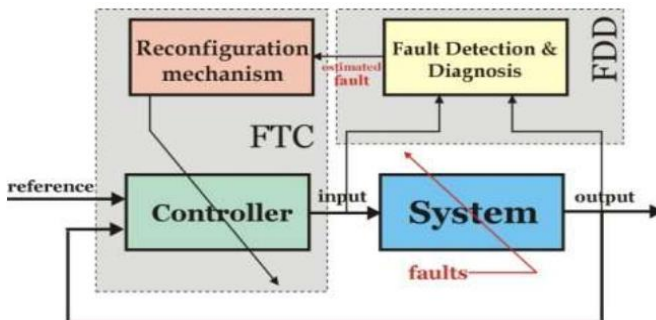 Reconfiguration
mechanism
estimated
fault
Fault Detection &
Diagnosis
FDD
FTC
reference
Controller
input
System
output
faults